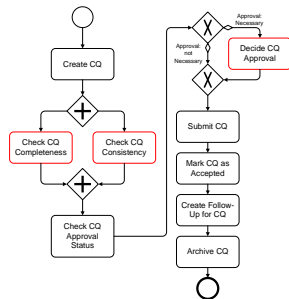 Create CQ
Check CQ
Completeness
Check CQ
Consistency
Check CQ
Approval
Status
Approval:
Necessary
Approval:
not
Necessary
Decide CQ
Approval
Submit CQ
Mark CQ as
Accepted
Create Follow-
Up for CQ
Archive CQ